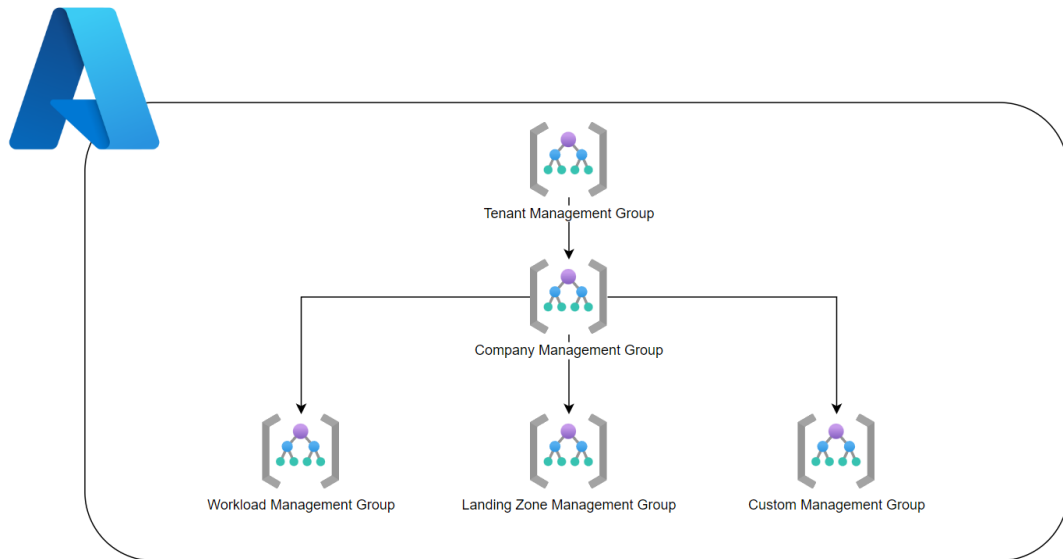 Tenant Management Group
Company Management Group
Workload Management Group
Landing Zone Management Group
Custom Management Group